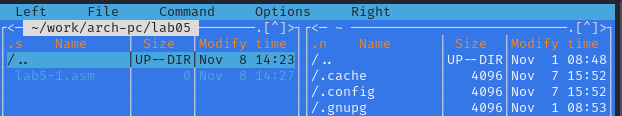 Left File Command Options Right
<─ ~/work/arch-pc/lab05 ─.[^]> <─ ~ ─.[^]>
.s Name Size Modify time .n Name Size Modify time
/.. UP--DIR Nov 8 14:23 /.. UP--DIR Nov 1 08:48
lab5-1.asm 0 Nov 8 14:27 /.cache 4096 Nov 7 15:52
/.config 4096 Nov 7 15:52
/.gnupg 4096 Nov 1 08:53